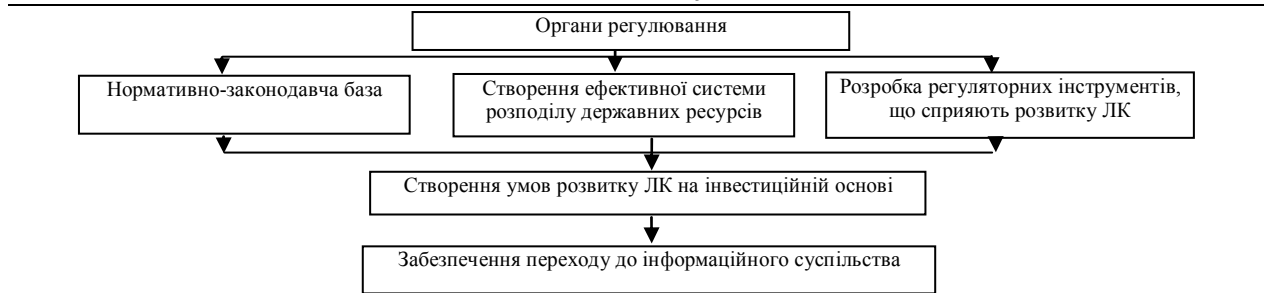 Органи регулювання
Нормативно-законодавча база
Створення ефективної системи
розподілу державних ресурсів
Розробка регуляторних інструментів,
що сприяють розвитку ЛК
Створення умов розвитку ЛК на інвестиційній основі
Забезпечення переходу до інформаційного суспільства